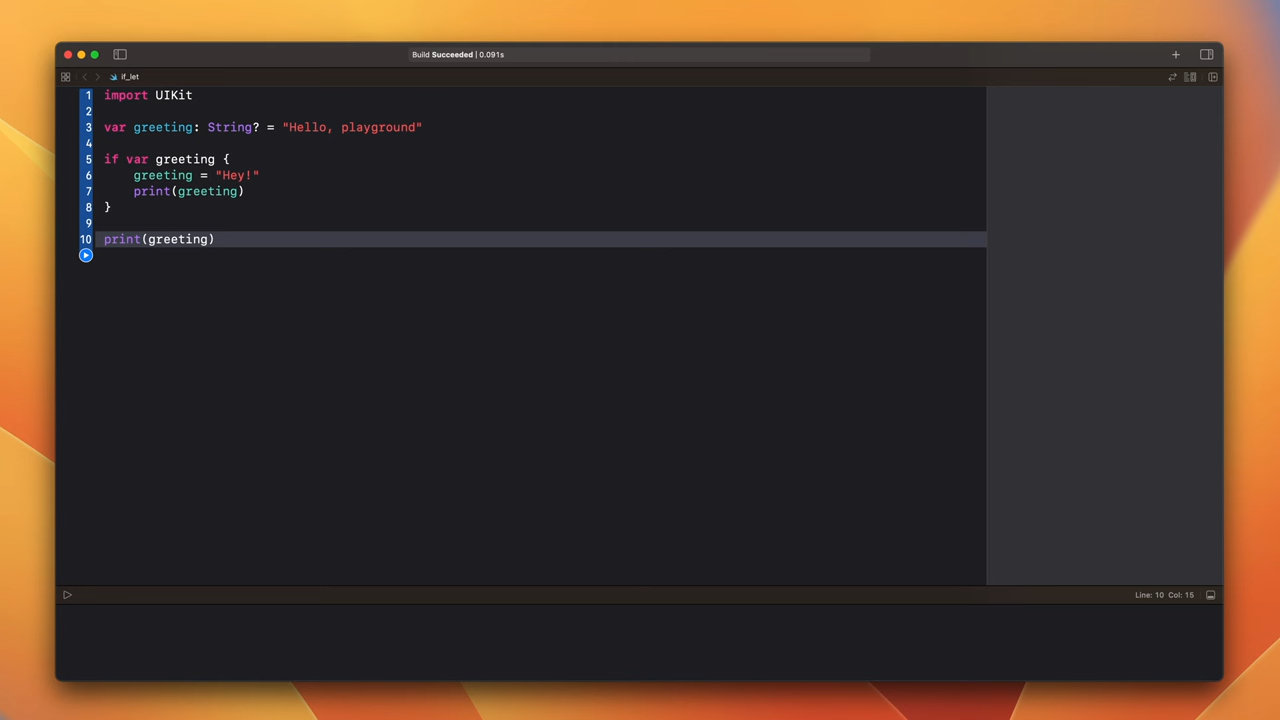 Build Succeeded | 0.091s
if_let
1 import UIKit
2
3 var greeting: String? = "Hello, playground"
4
5 if var greeting {
6     greeting = "Hey!"
7     print(greeting)
8 }
9
10 print(greeting)
Line: 10 Col: 15